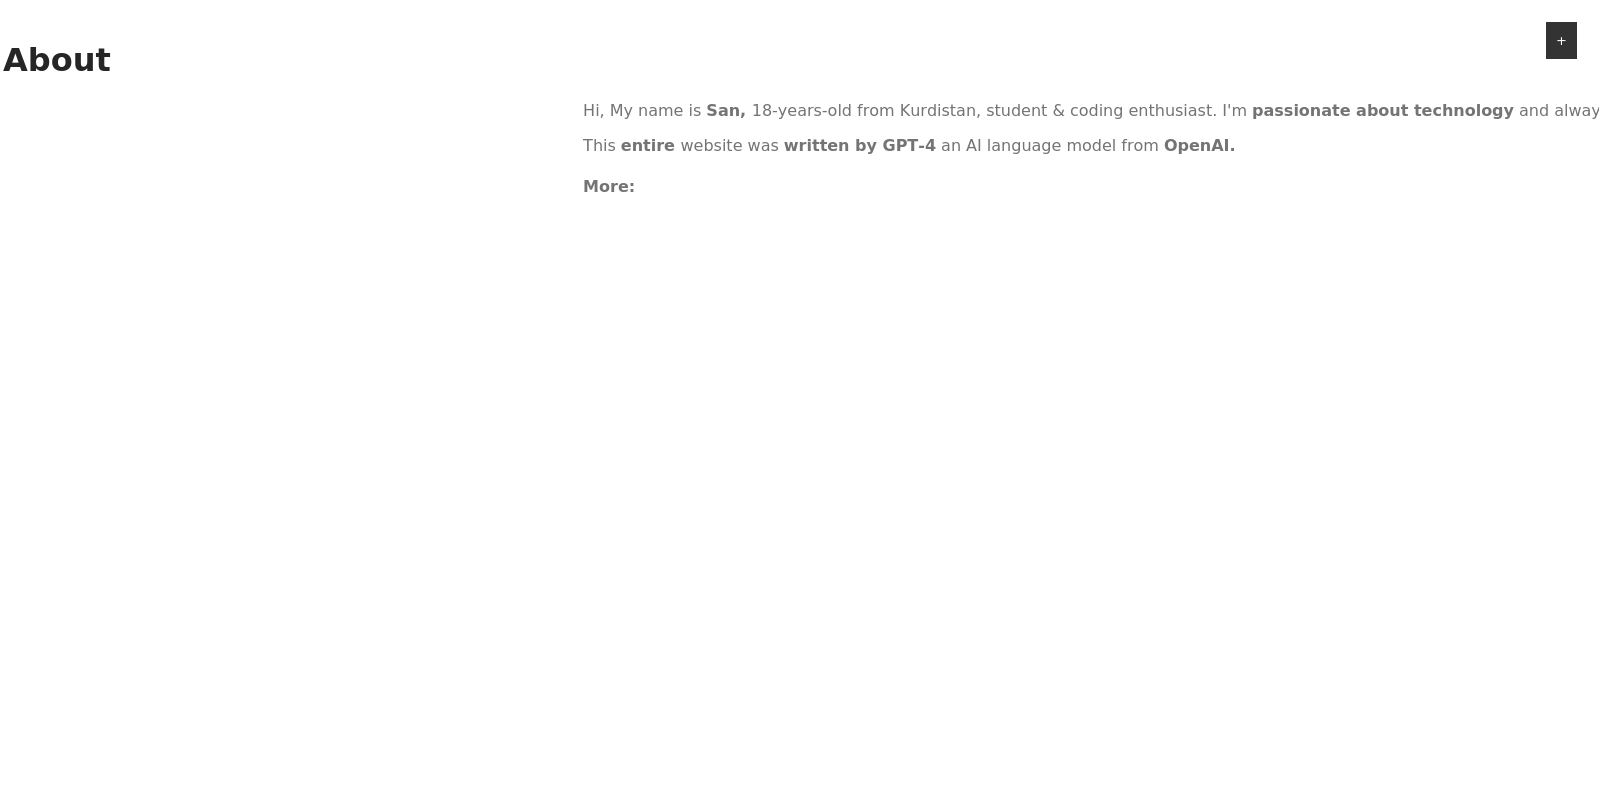 About
+
Hi, My name is San, 18-years-old from Kurdistan, student & coding enthusiast. I'm passionate about technology and alway
This entire website was written by GPT-4 an AI language model from OpenAI.
More: